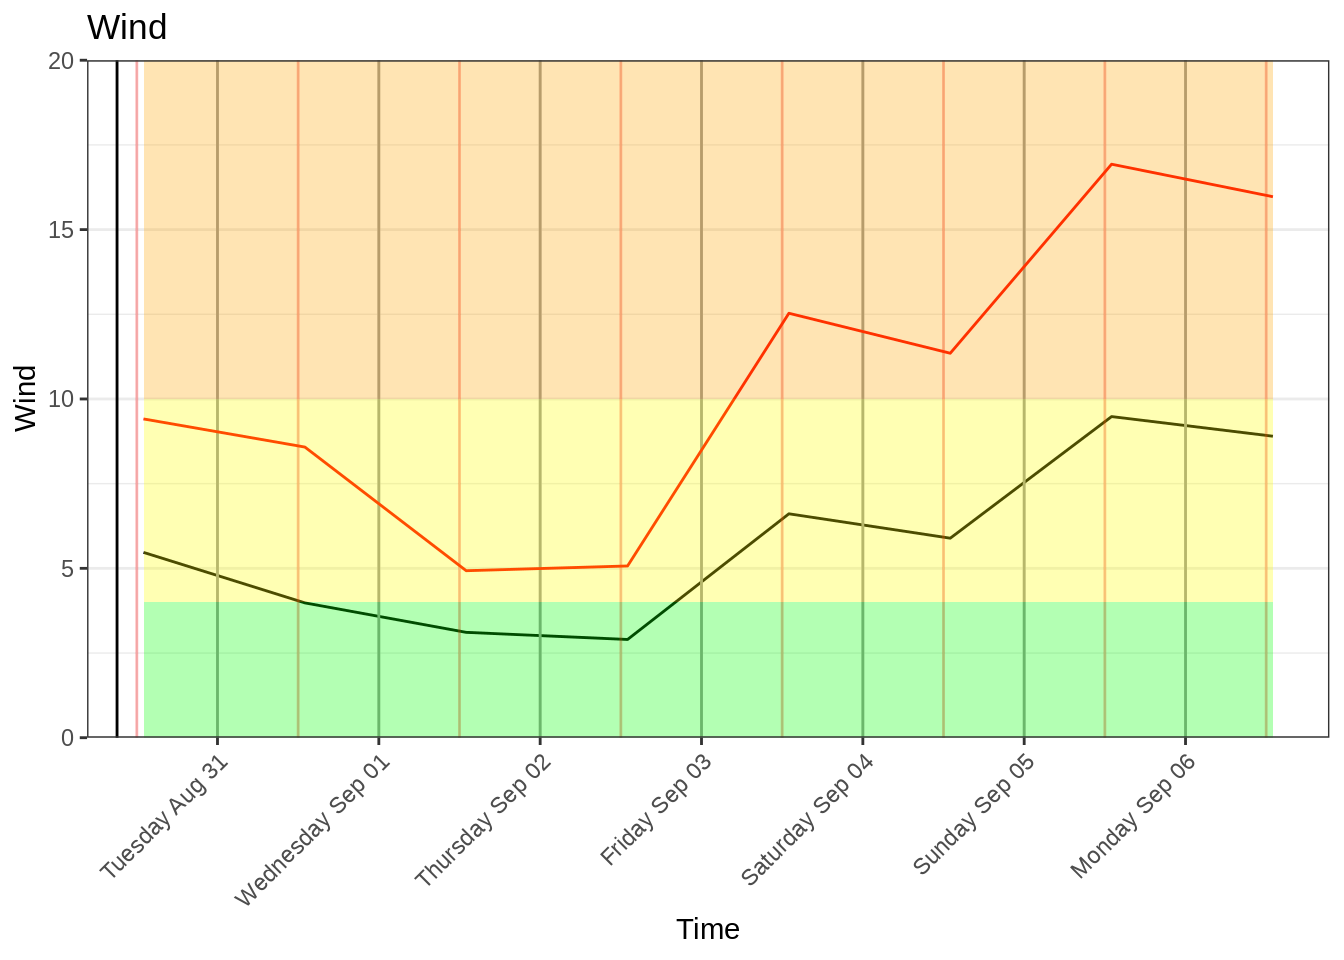 Wind
20
15
10
5
0
Wind
Tuesday Aug 31
Wednesday Sep 01
Thursday Sep 02
Friday Sep 03
Saturday Sep 04
Sunday Sep 05
Monday Sep 06
Time